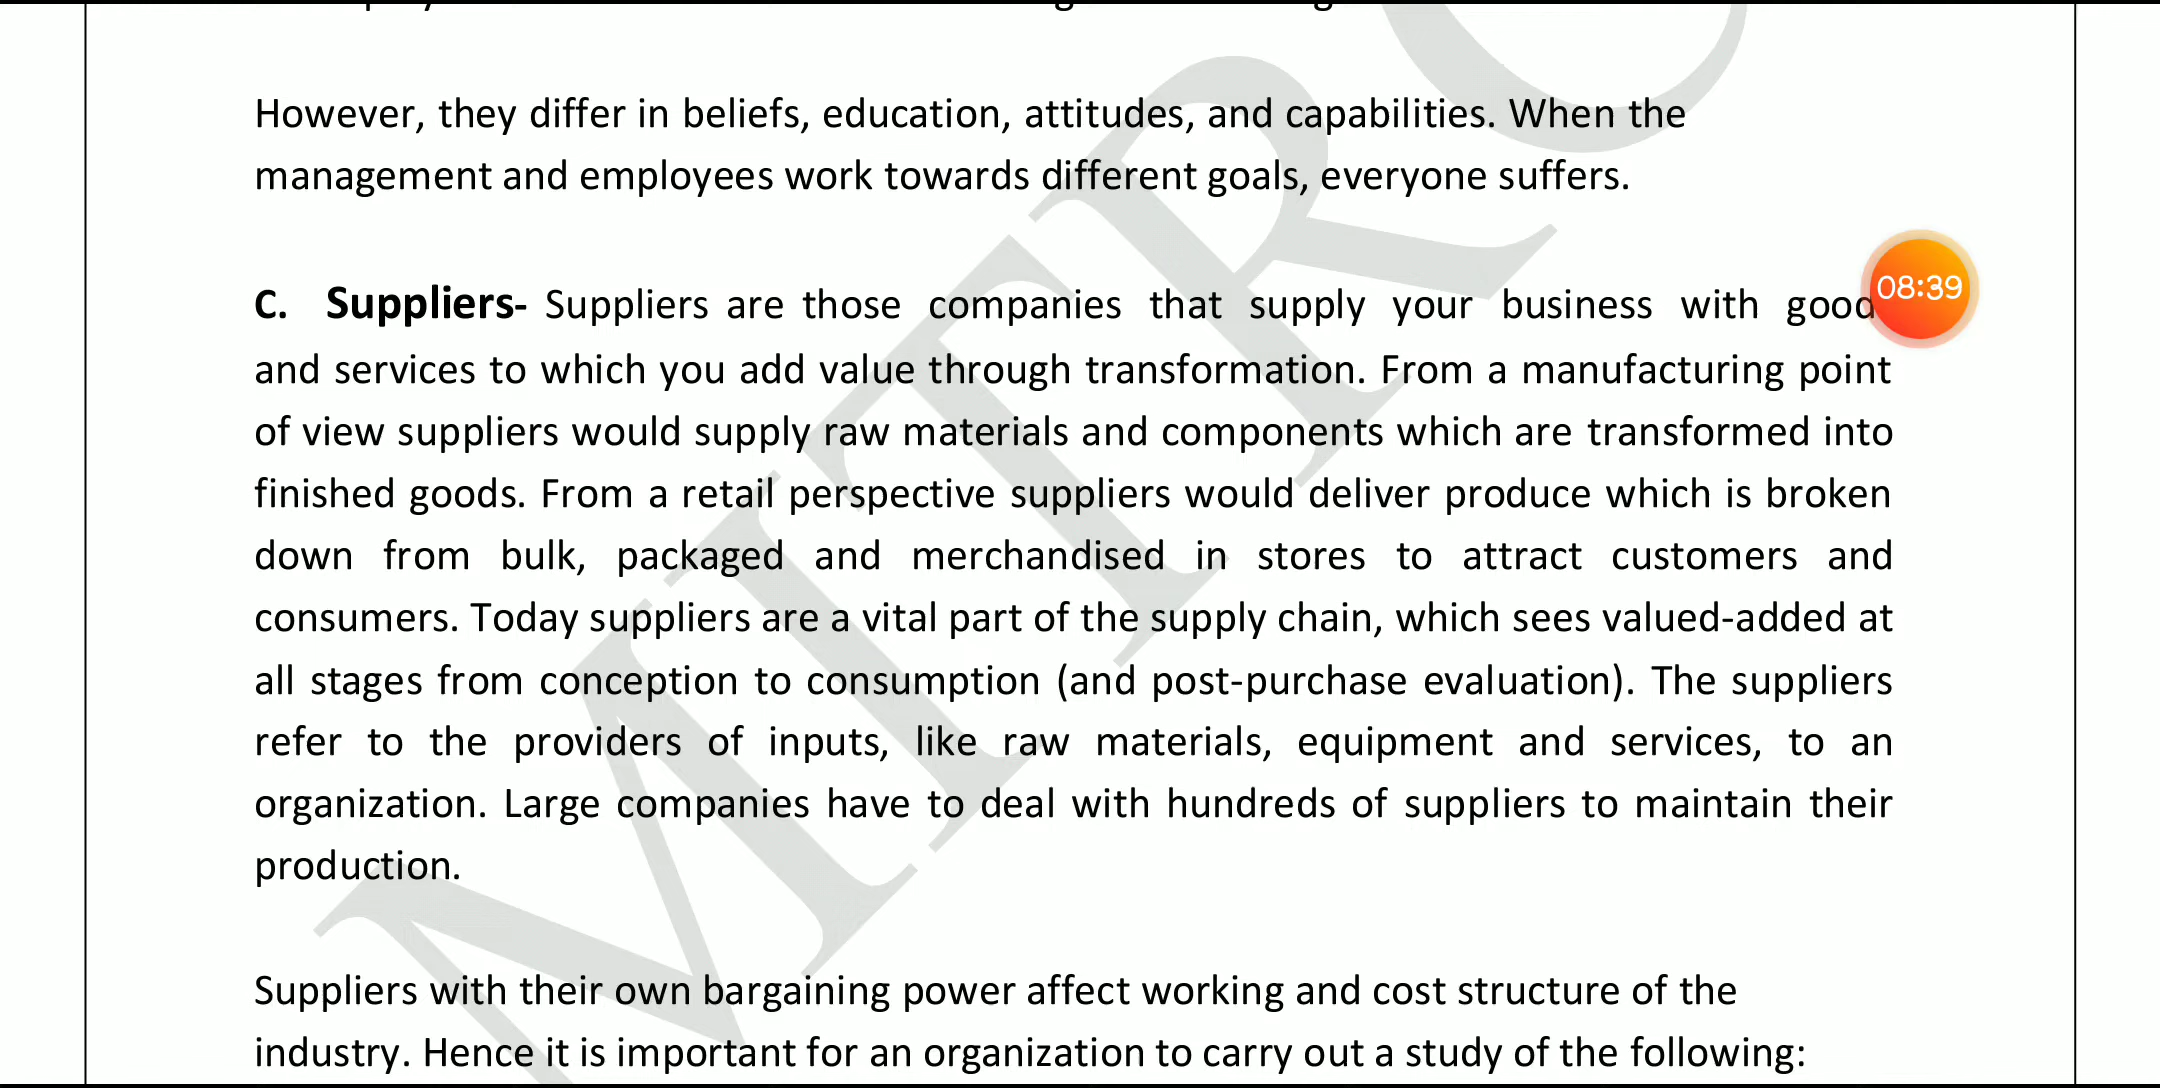 However, they differ in beliefs, education, attitudes, and capabilities. When the
management and employees work towards different goals, everyone suffers.
C. Suppliers- Suppliers are those companies that supply your business with good
08:39
and services to which you add value through transformation. From a manufacturing point
of view suppliers would supply raw materials and components which are transformed into
finished goods. From a retail perspective suppliers would deliver produce which is broken
down from bulk, packaged and merchandised in stores to attract customers and
consumers. Today suppliers are a vital part of the supply chain, which sees valued-added at
all stages from conception to consumption (and post-purchase evaluation). The suppliers
refer to the providers of inputs, like raw materials, equipment and services, to an
organization. Large companies have to deal with hundreds of suppliers to maintain their
production.
Suppliers with their own bargaining power affect working and cost structure of the
industry. Hence it is important for an organization to carry out a study of the following: